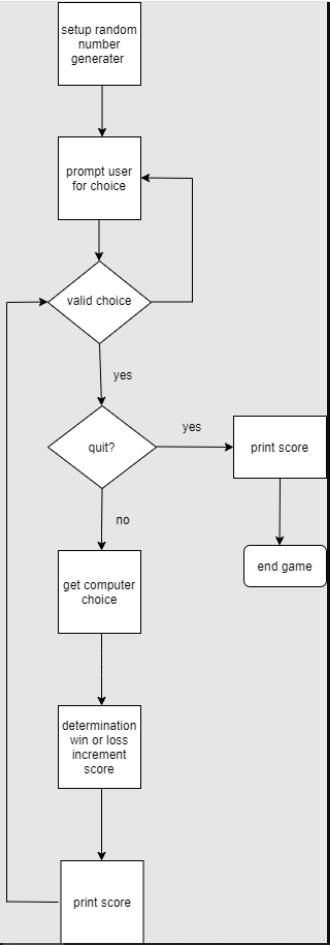 setup random
number
generater
prompt user
for choice
valid choice
yes
quit?
yes
print score
no
end game
get computer
choice
determination
win or loss
increment
score
print score